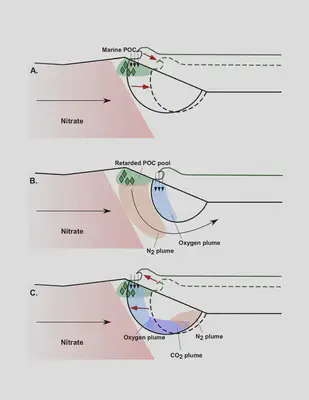 Marine POC
A.
Nitrate
Retarded POC pool
B.
Nitrate
Oxygen plume
N2 plume
C.
Nitrate
Oxygen plume
N2 plume
CO2 plume